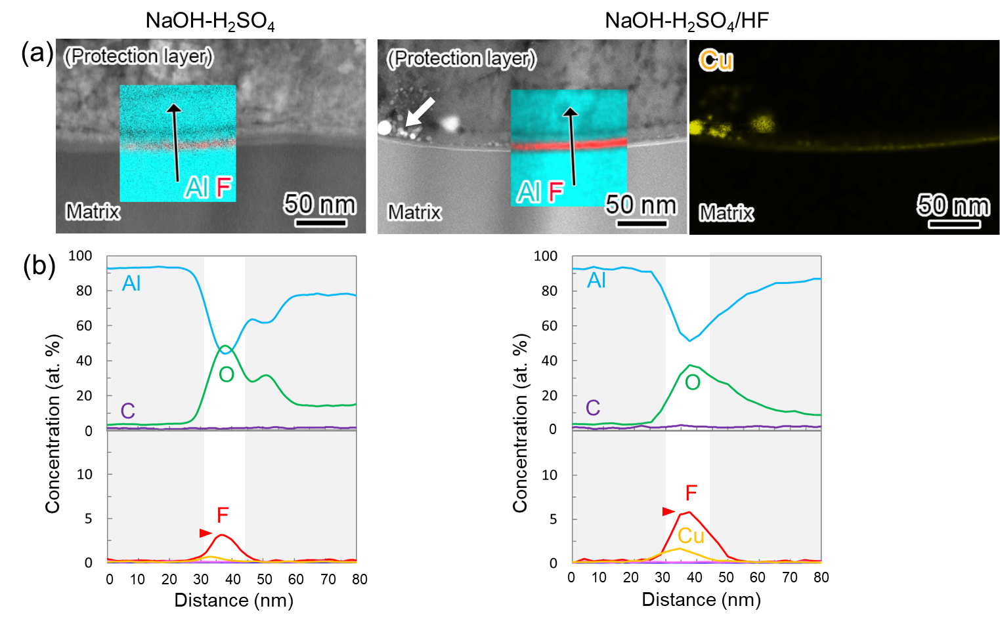 NaOH-H₂SO₄
NaOH-H₂SO₄/HF
(a)
(Protection layer)
Al F
Matrix
50 nm
(Protection layer)
Al F
Matrix
50 nm
Cu
Matrix
50 nm
(b)
Concentration (at. %)
100
80
60
40
20
0
10
5
0
Al
O
C
F
0 10 20 30 40 50 60 70 80
Distance (nm)
Concentration (at. %)
100
80
60
40
20
0
10
5
0
Al
O
C
F
Cu
0 10 20 30 40 50 60 70 80
Distance (nm)